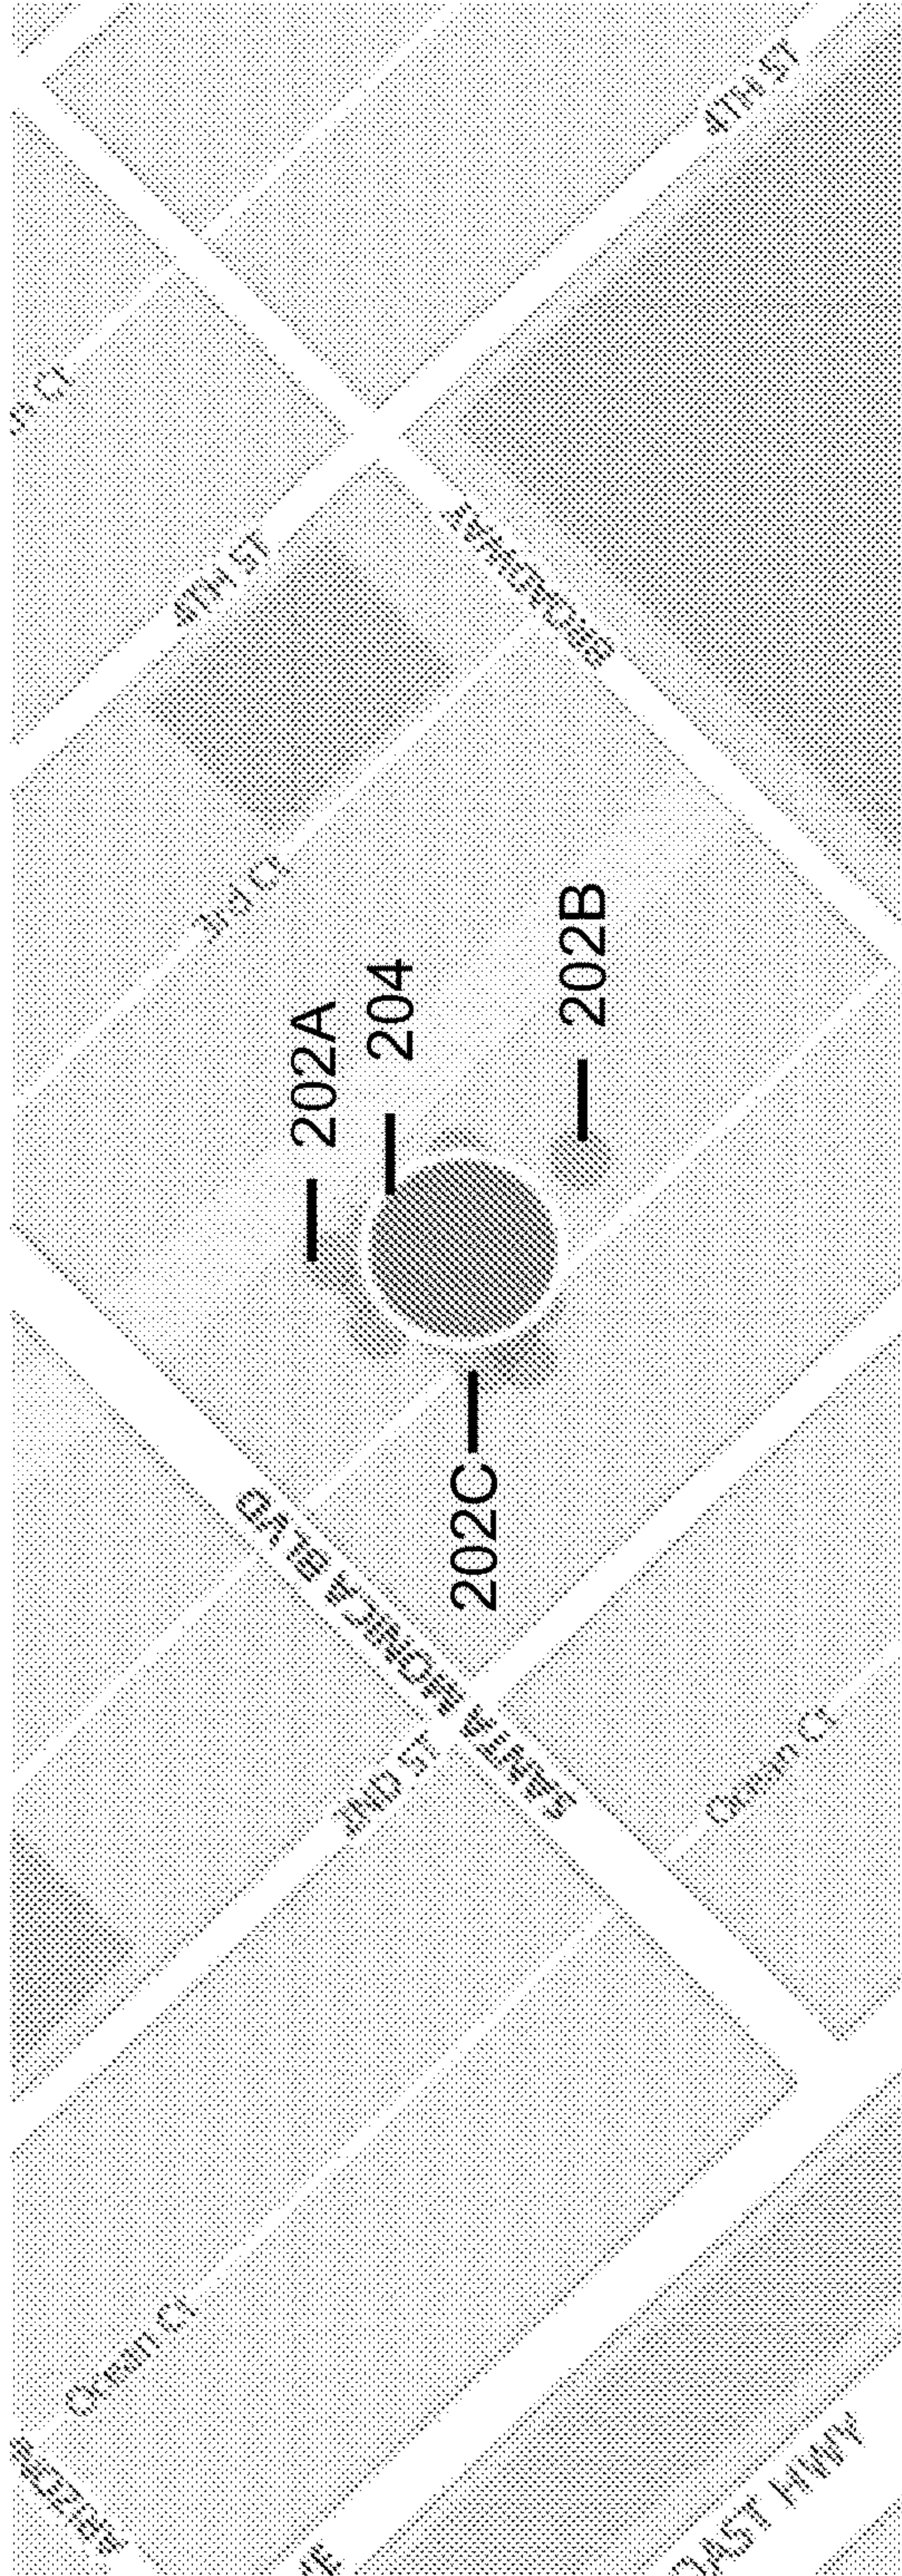 4TH ST
4TH ST
BROADWAY
3rd Ct
202A
204
202B
202C
SANTA MONICA BLVD
2ND ST
Ocean Ct
Ocean Ct